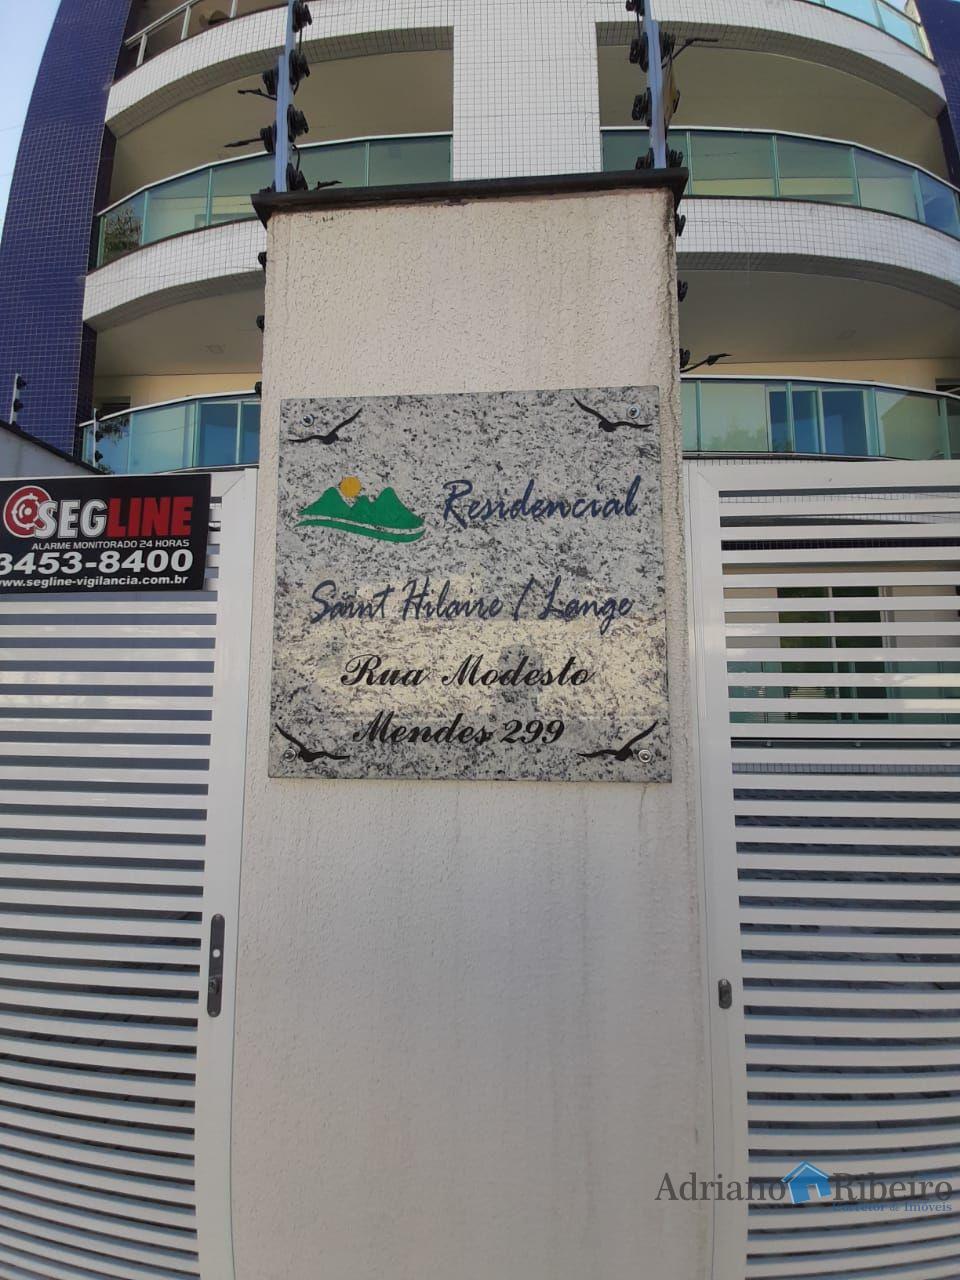 Residencial
Saint Hilaire / Lange
Rua Modesto
Mendes 299
SEGLINE
ALARME MONITORADO 24 HORAS
3453-8400
www.segline-vigilancia.com.br
Adriano Ribeiro
Corretor de Imóveis